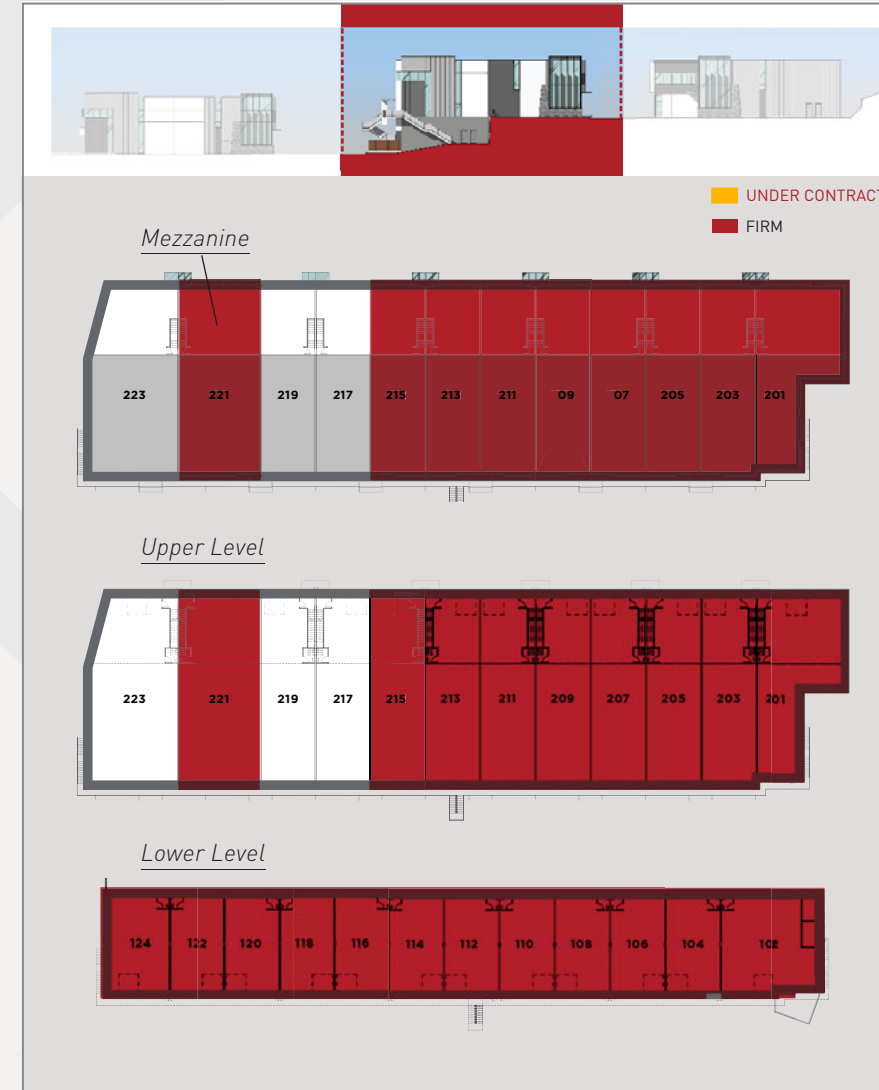 UNDER CONTRACT
FIRM
Mezzanine
223 221 219 217 215 213 211 09 07 205 203 201
Upper Level
223 221 219 217 215 213 211 209 207 205 203 201
Lower Level
124 122 120 118 116 114 112 110 108 106 104 102